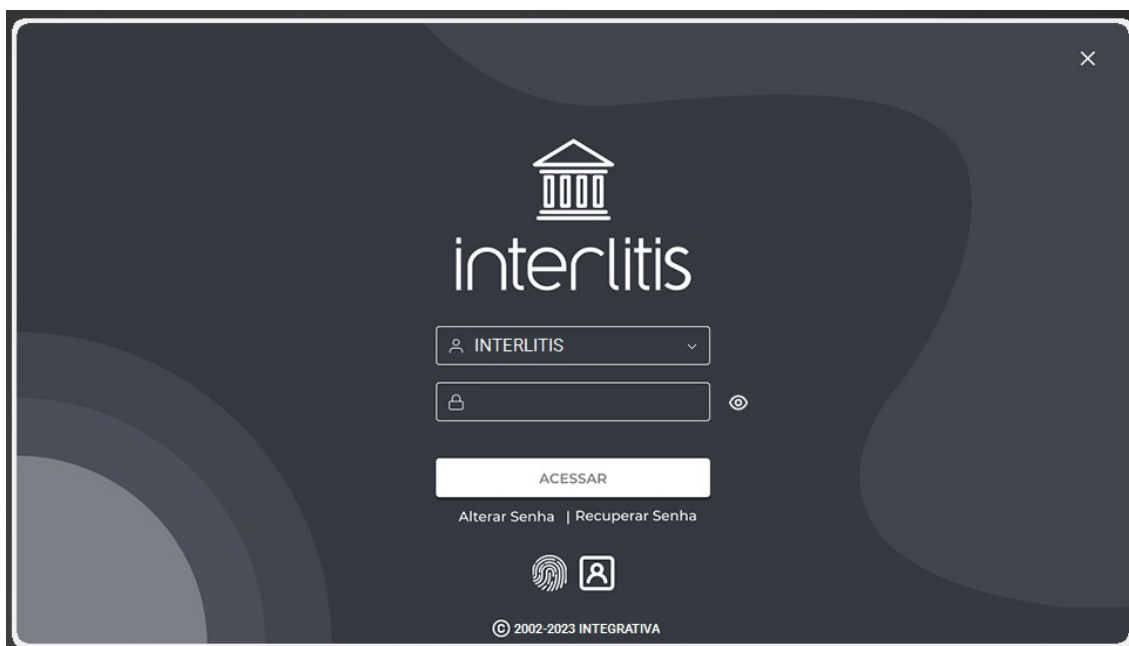 interlitis
INTERLITIS
ACESSAR
Alterar Senha | Recuperar Senha
© 2002-2023 INTEGRATIVA